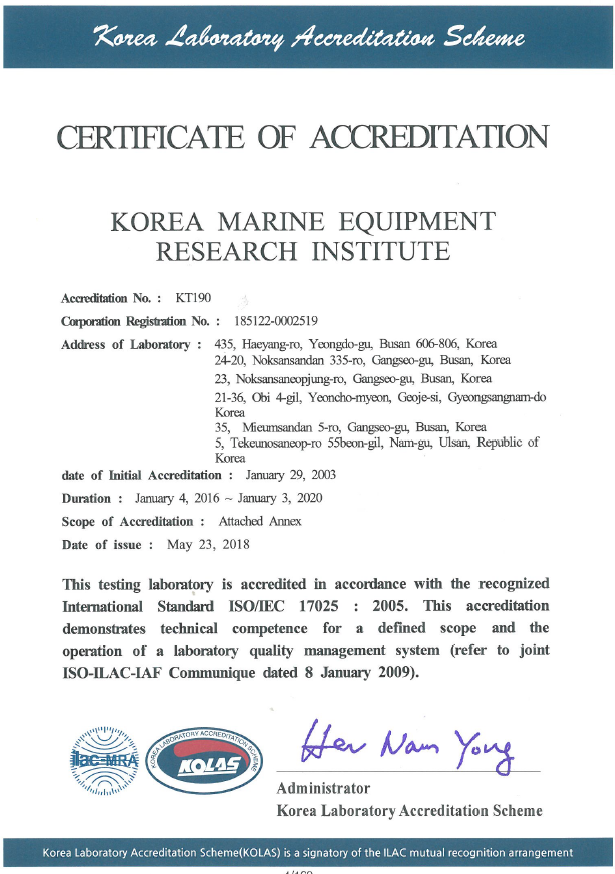 Korea Laboratory Accreditation Scheme
CERTIFICATE OF ACCREDITATION
KOREA MARINE EQUIPMENT
RESEARCH INSTITUTE
Accreditation No. : KT190
Corporation Registration No. : 185122-0002519
Address of Laboratory : 435, Haeyang-ro, Yeongdo-gu, Busan 606-806, Korea
24-20, Noksansandan 335-ro, Gangseo-gu, Busan, Korea
23, Noksansaneopjung-ro, Gangseo-gu, Busan, Korea
21-36, Obi 4-gil, Yeoncho-myeon, Geoje-si, Gyeongsangnam-do
Korea
35, Mieumsandan 5-ro, Gangseo-gu, Busan, Korea
5, Tekeunosaneop-ro 55beon-gil, Nam-gu, Ulsan, Republic of
Korea
date of Initial Accreditation : January 29, 2003
Duration : January 4, 2016 ~ January 3, 2020
Scope of Accreditation : Attached Annex
Date of issue : May 23, 2018
This testing laboratory is accredited in accordance with the recognized
International Standard ISO/IEC 17025 : 2005. This accreditation
demonstrates technical competence for a defined scope and the
operation of a laboratory quality management system (refer to joint
ISO-ILAC-IAF Communique dated 8 January 2009).
ilac-MRA
KOREA LABORATORY ACCREDITATION SCHEME
KOLAS
Her Nam Yong
Administrator
Korea Laboratory Accreditation Scheme
Korea Laboratory Accreditation Scheme(KOLAS) is a signatory of the ILAC mutual recognition arrangement